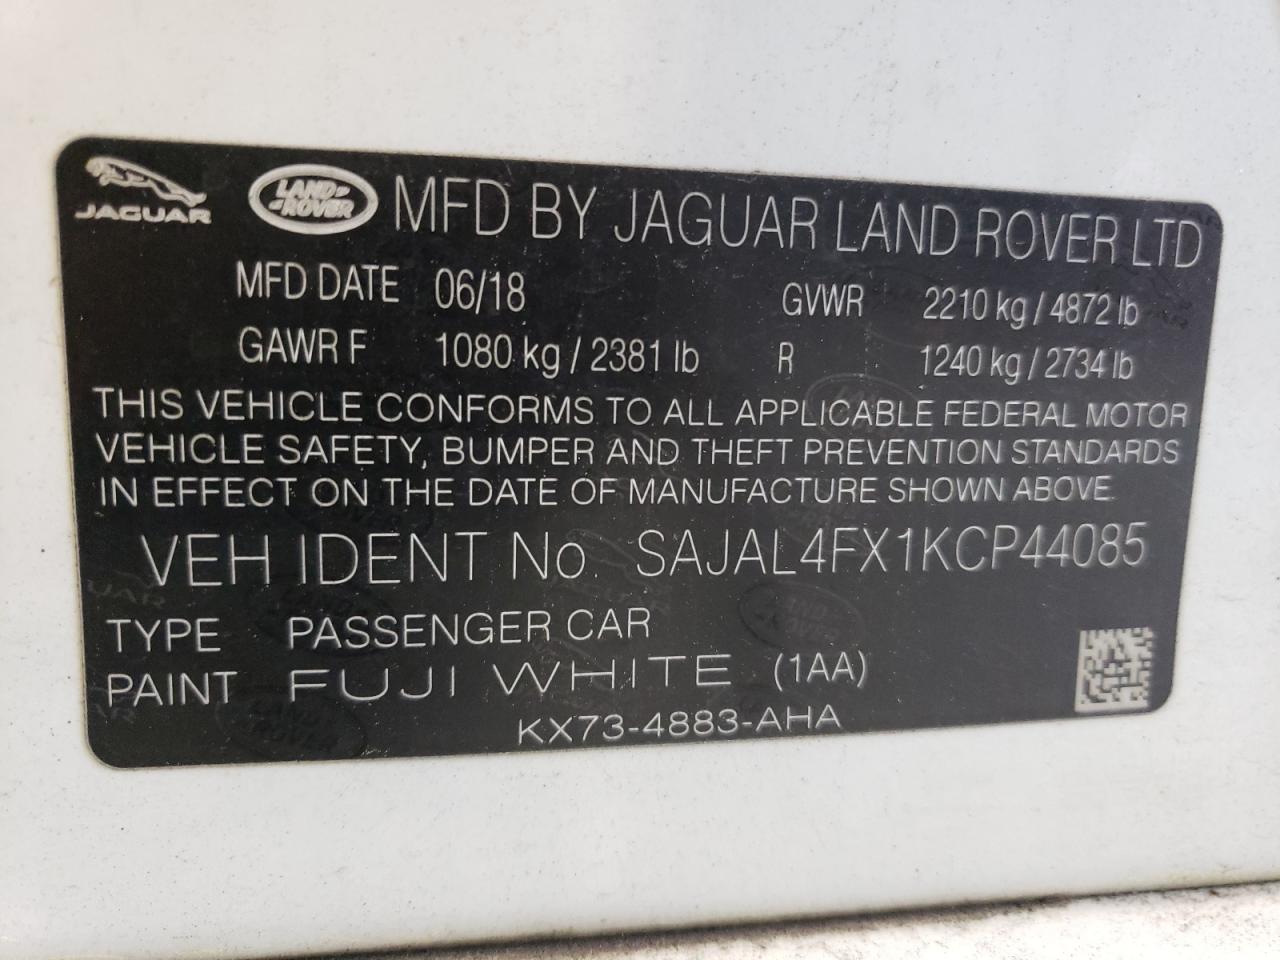 JAGUAR LAND ROVER MFD BY JAGUAR LAND ROVER LTD
MFD DATE 06/18 GVWR 2210 kg / 4872 lb
GAWR F 1080 kg / 2381 lb R 1240 kg / 2734 lb
THIS VEHICLE CONFORMS TO ALL APPLICABLE FEDERAL MOTOR
VEHICLE SAFETY, BUMPER AND THEFT PREVENTION STANDARDS
IN EFFECT ON THE DATE OF MANUFACTURE SHOWN ABOVE
VEH IDENT No. SAJAL4FX1KCP44085
TYPE PASSENGER CAR
PAINT FUJI WHITE (1AA)
KX73-4883-AHA